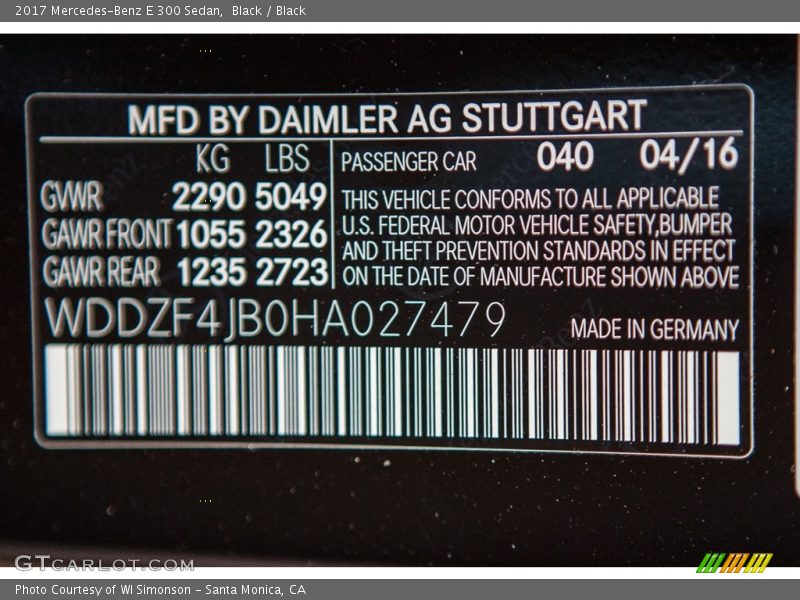 2017 Mercedes-Benz E 300 Sedan, Black / Black
MFD BY DAIMLER AG STUTTGART
KG LBS PASSENGER CAR 040 04/16
GVWR 2290 5049 THIS VEHICLE CONFORMS TO ALL APPLICABLE
GAWR FRONT 1055 2326 U.S. FEDERAL MOTOR VEHICLE SAFETY,BUMPER
GAWR REAR 1235 2723 AND THEFT PREVENTION STANDARDS IN EFFECT
ON THE DATE OF MANUFACTURE SHOWN ABOVE
WDDZF4JB0HA027479
MADE IN GERMANY
GTCARLOT.COM
Photo Courtesy of WI Simonson - Santa Monica, CA